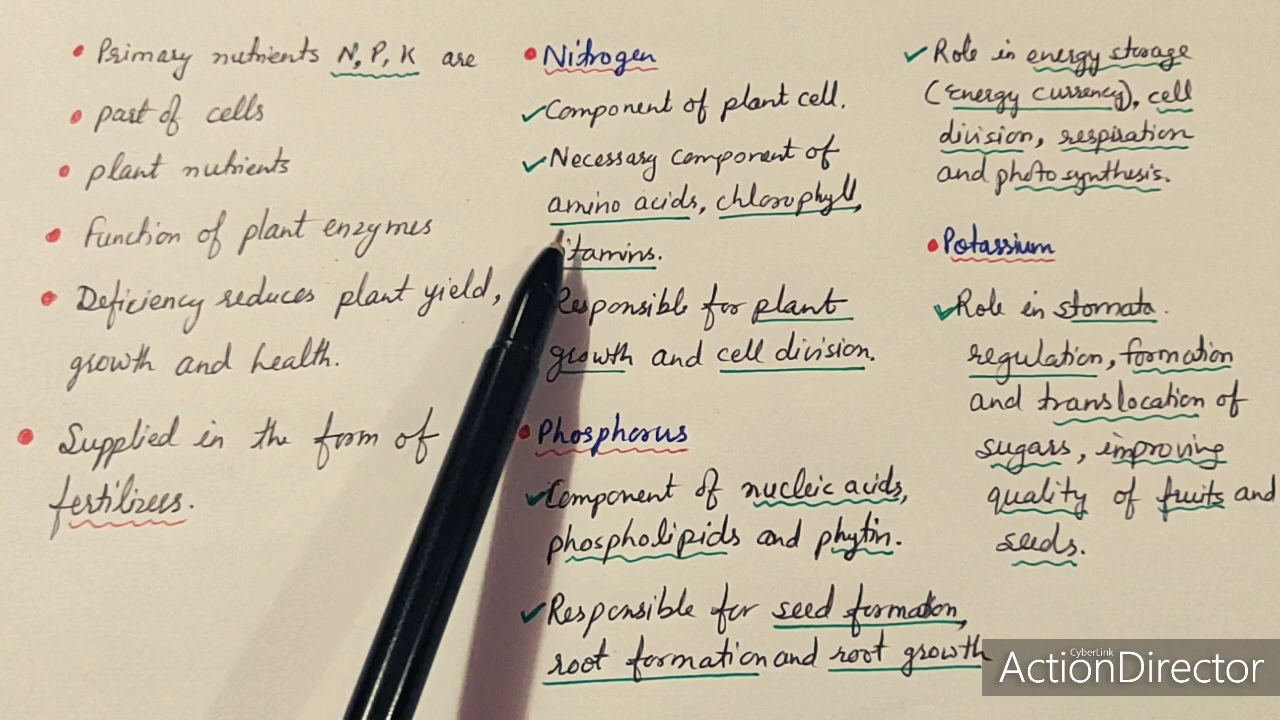 Primary nutrients N, P, K are
part of cells
plant nutrients
Function of plant enzymes
Deficiency reduces plant yield,
growth and health.
Supplied in the form of
fertilizers.
Nitrogen
Component of plant cell.
Necessary component of
amino acids, chlorophyll,
itamins.
Responsible for plant
growth and cell division.
Phosphorus
Component of nucleic acids,
phospholipids and phytin.
Responsible for seed formation,
root formation and root growth
Role in energy storage
(Energy currency), cell
division, respiration
and photosynthesis.
Potassium
Role in stomata
regulation, formation
and translocation of
sugars, improving
quality of fruits and
seeds.
CyberLink
ActionDirector